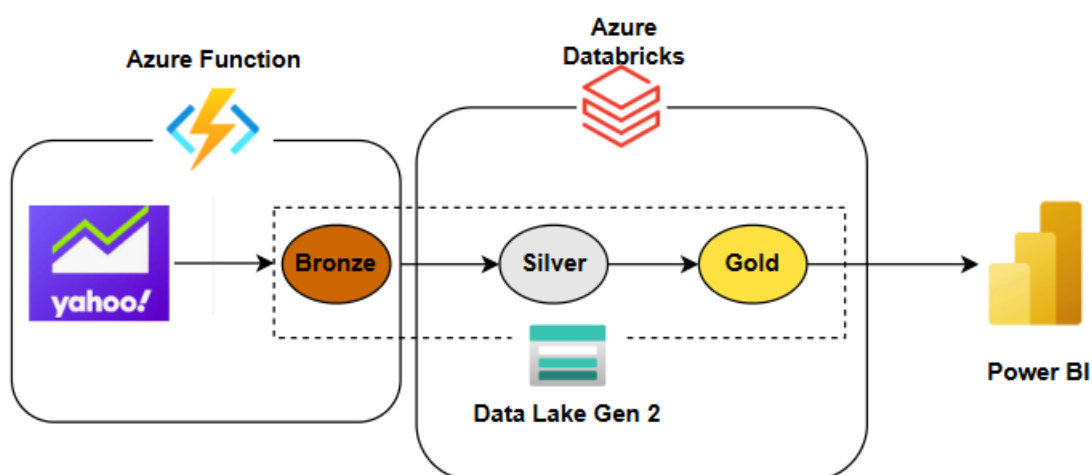 Azure Function
Azure
Databricks
Bronze
Silver
Gold
yahoo!
Data Lake Gen 2
Power BI